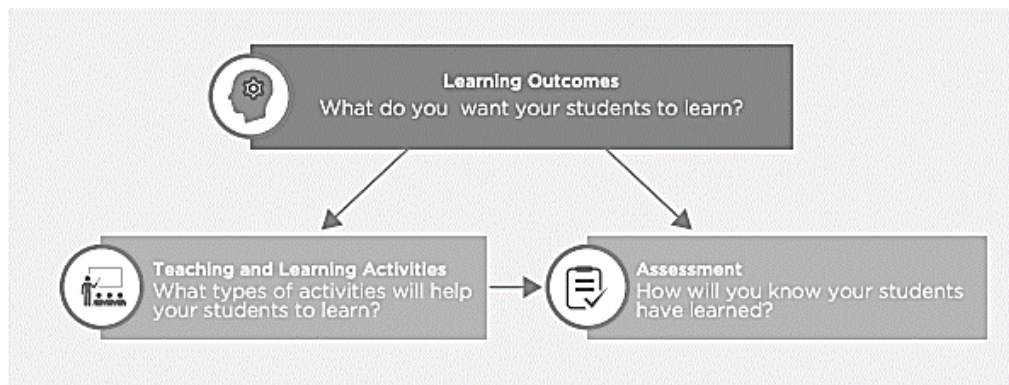 Learning Outcomes
What do you want your students to learn?
Teaching and Learning Activities
What types of activities will help
your students to learn?
Assessment
How will you know your students
have learned?